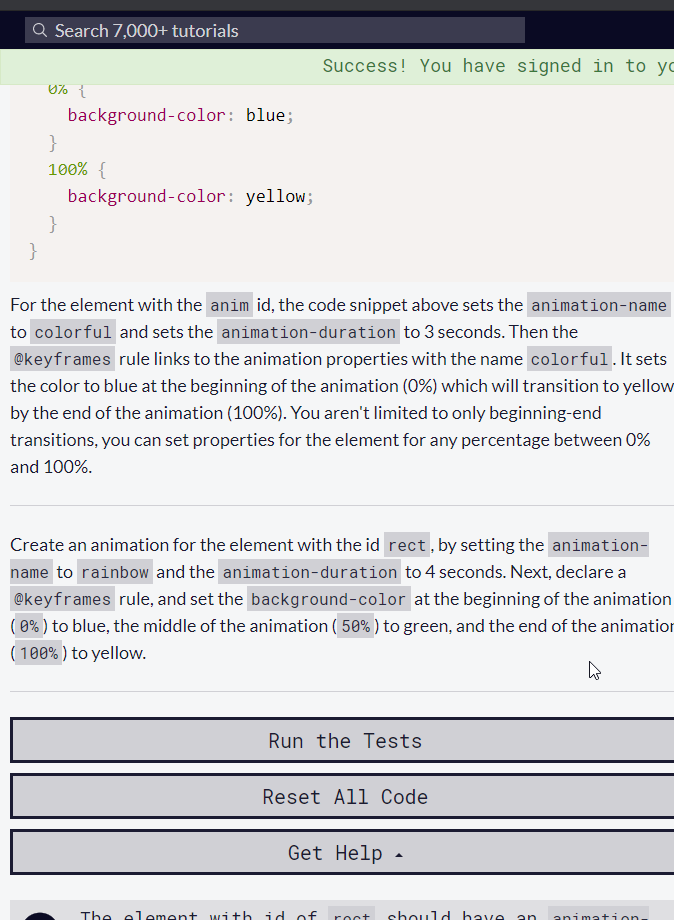 Search 7,000+ tutorials
Success! You have signed in to
0% {
background-color: blue;
}
100% {
background-color: yellow;
}
}
For the element with the anim id, the code snippet above sets the animation-name
to colorful and sets the animation-duration to 3 seconds. Then the
@keyframes rule links to the animation properties with the name colorful. It sets
the color to blue at the beginning of the animation (0%) which will transition to yellow
by the end of the animation (100%). You aren't limited to only beginning-end
transitions, you can set properties for the element for any percentage between 0%
and 100%.
Create an animation for the element with the id rect, by setting the animation-
name to rainbow and the animation-duration to 4 seconds. Next, declare a
@keyframes rule, and set the background-color at the beginning of the animation
(0%) to blue, the middle of the animation (50%) to green, and the end of the animation
(100%) to yellow.
Run the Tests
Reset All Code
Get Help
The element with id of rect should have an animation-